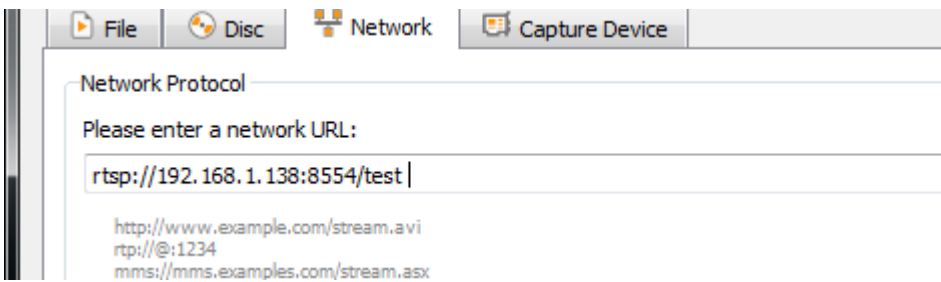 File Disc Network Capture Device
Network Protocol
Please enter a network URL:
rtsp://192.168.1.138:8554/test
http://www.example.com/stream.avi
rtp://@:1234
mms://mms.examples.com/stream.asx